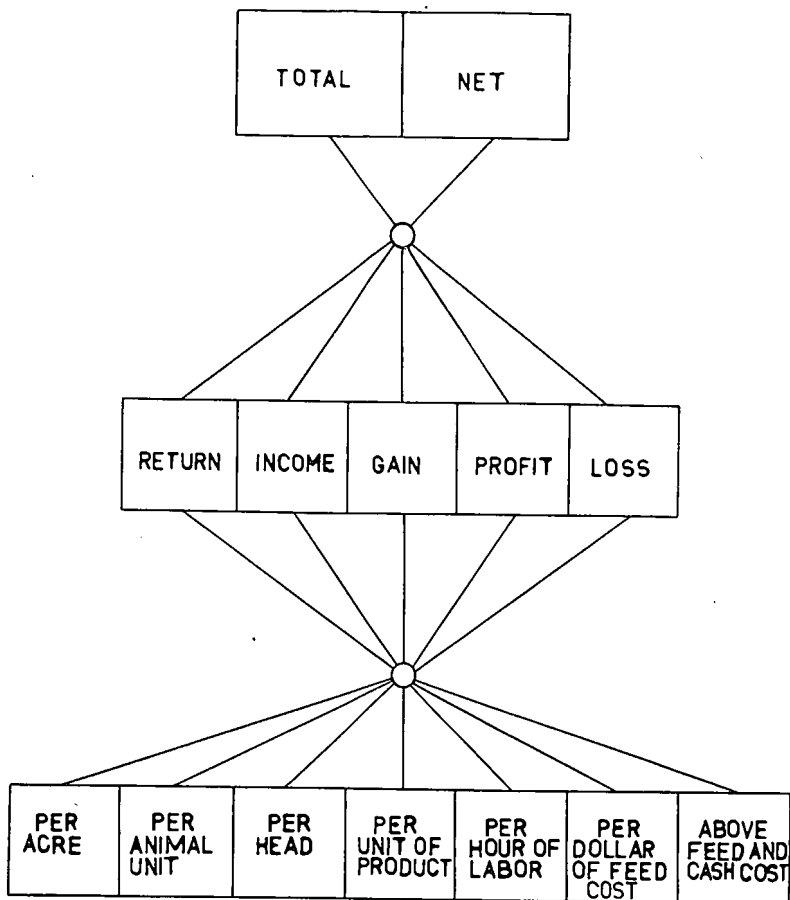 TOTAL
NET
RETURN
INCOME
GAIN
PROFIT
LOSS
PER
ACRE
PER
ANIMAL
UNIT
PER
HEAD
PER
UNIT OF
PRODUCT
PER
HOUR OF
LABOR
PER
DOLLAR
OF FEED
COST
ABOVE
FEED AND
CASH COST